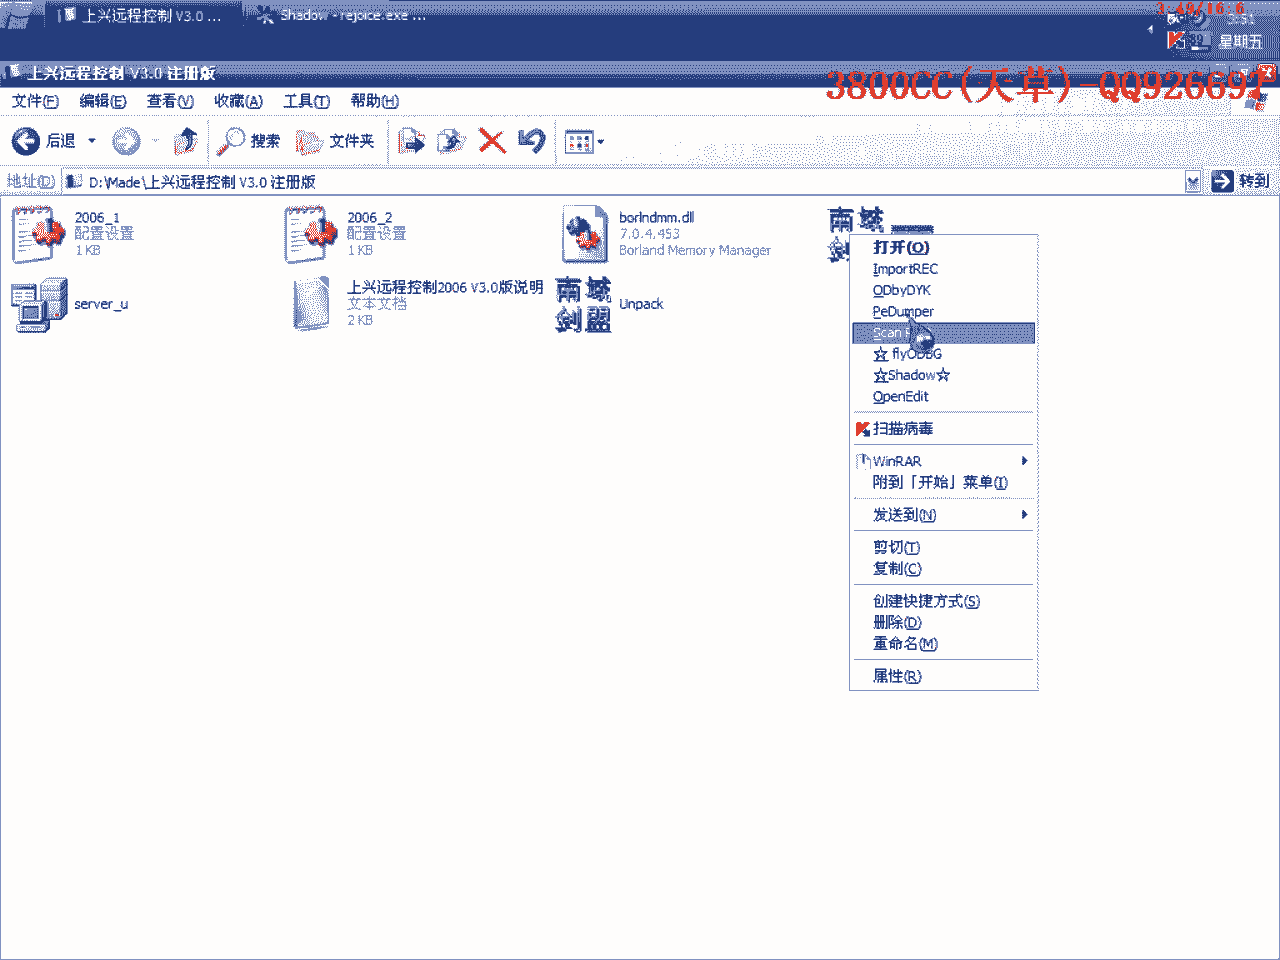 上兴远程控制 V3.0 ...
Shadow - rejoice.exe ...
3:49/16:6
3:51
星期五
上兴远程控制 V3.0 注册版
3800CC(天草)-QQ92669
文件(F) 编辑(E) 查看(V) 收藏(A) 工具(T) 帮助(H)
后退 搜索 文件夹
地址(D) D:\Made\上兴远程控制 V3.0 注册版 转到
2006_1
配置设置
1 KB
2006_2
配置设置
1 KB
borlndmm.dll
7.0.4.453
Borland Memory Manager
南域
剑
server_u
上兴远程控制2006 V3.0版说明
文本文档
2 KB
南域
剑盟
Unpack
打开(O)
ImportREC
ODbyDYK
PeDumper
Scan
☆ flyODBG
☆Shadow☆
OpenEdit
扫描病毒
WinRAR
附到「开始」菜单(I)
发送到(N)
剪切(T)
复制(C)
创建快捷方式(S)
删除(D)
重命名(M)
属性(R)